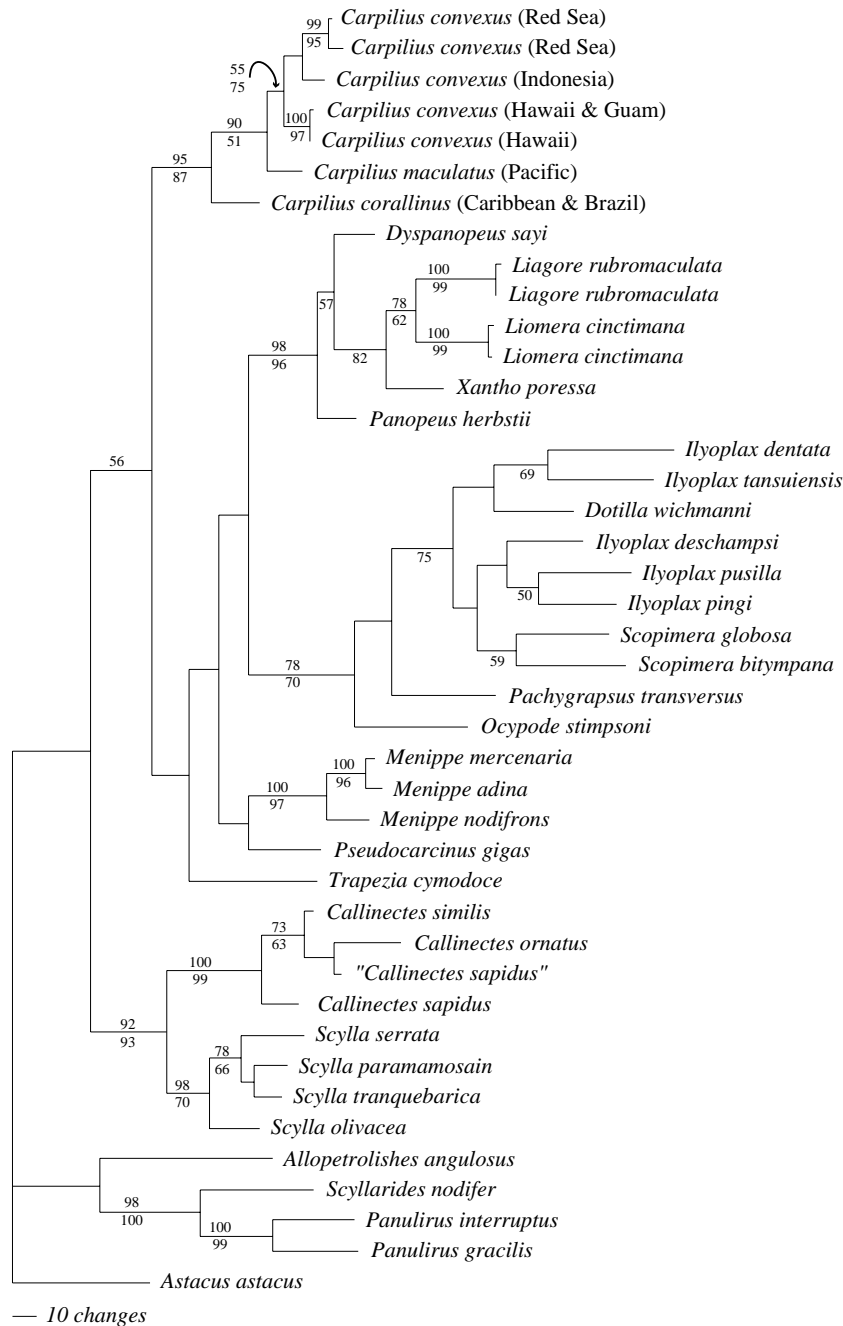 99 Carpilius convexus (Red Sea)
95 Carpilius convexus (Red Sea)
55
75 Carpilius convexus (Indonesia)
Carpilius convexus (Hawaii & Guam)
100
90 97 Carpilius convexus (Hawaii)
51
95 Carpilius maculatus (Pacific)
87
Carpilius corallinus (Caribbean & Brazil)
Dyspanopeus sayi
100 Liagore rubromaculata
99
57 78 Liagore rubromaculata
62
100 Liomera cinctimana
98 99
96 82 Liomera cinctimana
Xantho poressa
Panopeus herbstii
Ilyoplax dentata
56 69 Ilyoplax tansuiensis
Dotilla wichmanni
75 Ilyoplax deschampsi
Ilyoplax pusilla
50
Ilyoplax pingi
Scopimera globosa
59
78 Scopimera bitympana
70
Pachygrapsus transversus
Ocypode stimpsoni
100 Menippe mercenaria
96
100 Menippe adina
97
Menippe nodifrons
Pseudocarcinus gigas
Trapezia cymodoce
Callinectes similis
73
63 Callinectes ornatus
100 "Callinectes sapidus"
99
Callinectes sapidus
92 Scylla serrata
93
78
66 Scylla paramamosain
98
70 Scylla tranquebarica
Scylla olivacea
Allopetrolishes angulosus
98 Scyllarides nodifer
100
100 Panulirus interruptus
99
Panulirus gracilis
Astacus astacus
10 changes